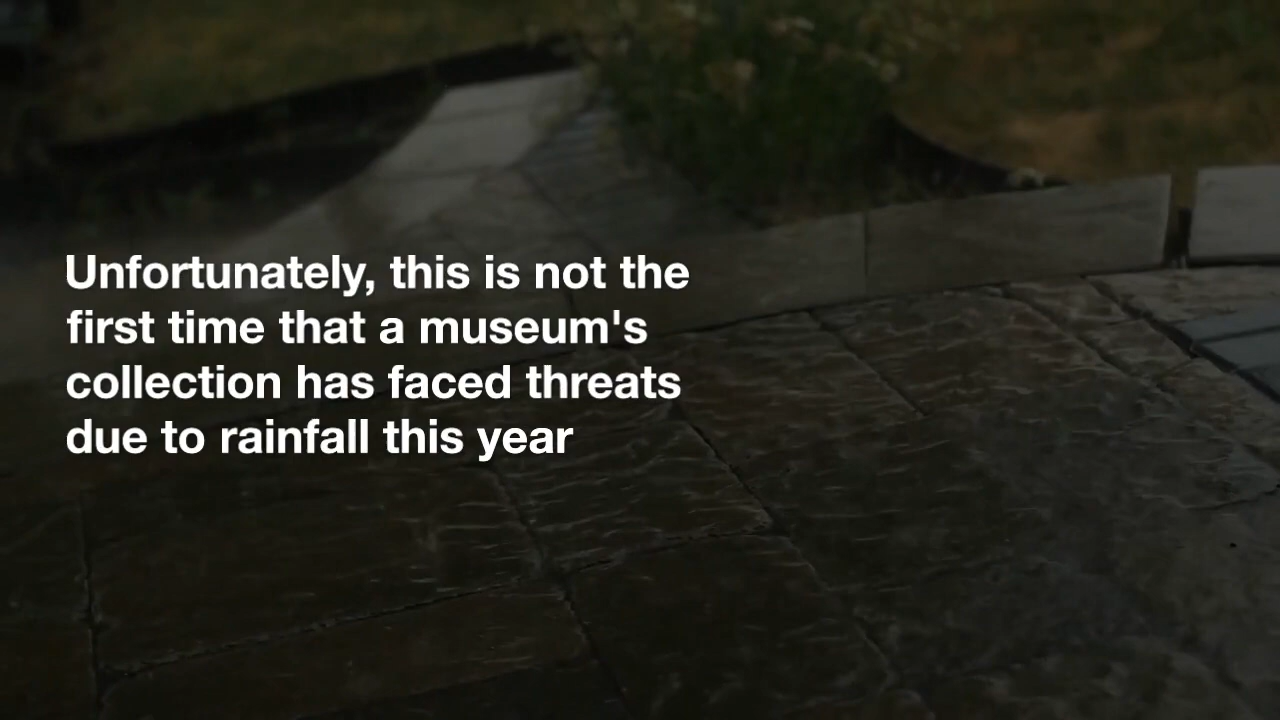 Unfortunately, this is not the
first time that a museum's
collection has faced threats
due to rainfall this year